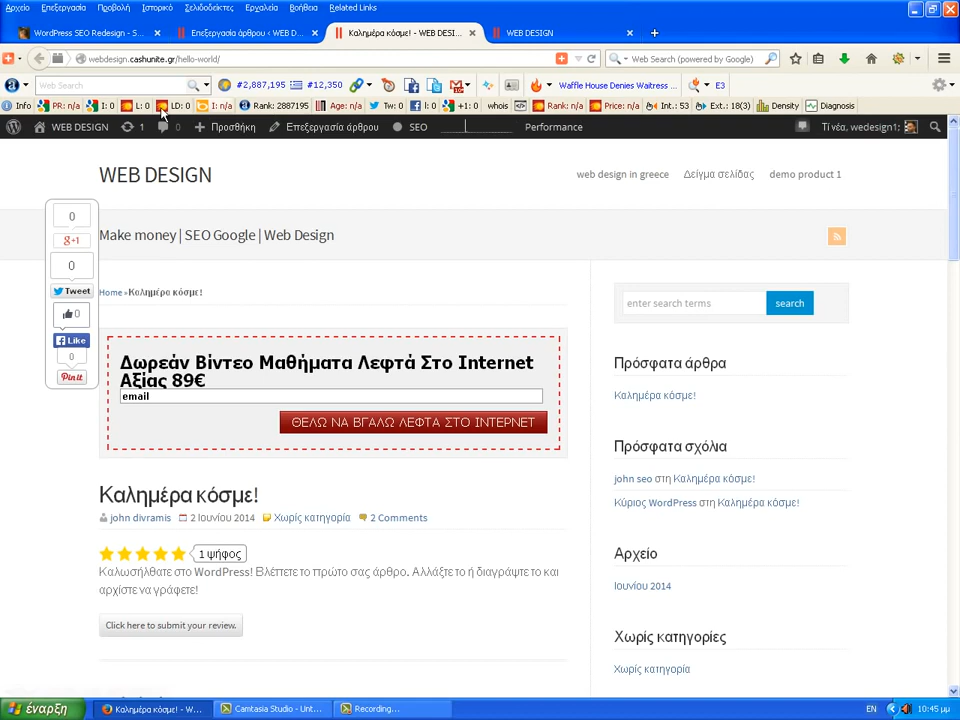 Αρχείο Επεξεργασία Προβολή Ιστορικό Σελιδοδείκτες Εργαλεία Βοήθεια Related Links
WordPress SEO Redesign - S... Επεξεργασία άρθρου ‹ WEB D... Καλημέρα κόσμε! - WEB DESI... WEB DESIGN
webdesign.cashunite.gr/hello-world/ Web Search (powered by Google)
Web Search #2,887,195 #12,350 Waffle House Denies Waitress ... E3
Info PR: n/a I: 0 L: 0 LD: 0 I: n/a Rank: 2887195 Age: n/a Tw: 0 l: 0 +1: 0 whois Rank: n/a Price: n/a Int.: 53 Ext.: 18(3) Density Diagnosis
WEB DESIGN 1 0 Προσθήκη Επεξεργασία άρθρου SEO Performance Τί νέα, wedesign1;
WEB DESIGN
web design in greece Δείγμα σελίδας demo product 1
0
g+1
0
Tweet
0
Like
0
Pin it
Make money | SEO Google | Web Design
Home » Καλημέρα κόσμε!
Δωρεάν Βίντεο Μαθήματα Λεφτά Στο Internet
Αξίας 89€
email
ΘΕΛΩ ΝΑ ΒΓΑΛΩ ΛΕΦΤΑ ΣΤΟ INTERNET
Καλημέρα κόσμε!
john divramis 2 Ιουνίου 2014 Χωρίς κατηγορία 2 Comments
1 ψήφος
Καλωσήλθατε στο WordPress! Βλέπετε το πρώτο σας άρθρο. Αλλάξτε το ή διαγράψτε το και
αρχίστε να γράφετε!
Click here to submit your review.
enter search terms search
Πρόσφατα άρθρα
Καλημέρα κόσμε!
Πρόσφατα σχόλια
john seo στη Καλημέρα κόσμε!
Κύριος WordPress στη Καλημέρα κόσμε!
Αρχείο
Ιουνίου 2014
Χωρίς κατηγορίες
Χωρίς κατηγορία
έναρξη Καλημέρα κόσμε! - W... Camtasia Studio - Unt... Recording... EN 10:45 μμ